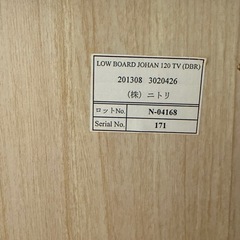 LOW BOARD JOHAN 120 TV (DBR)
201308 3020426
(株)ニトリ
ロットNo. N-04168
Serial No. 171